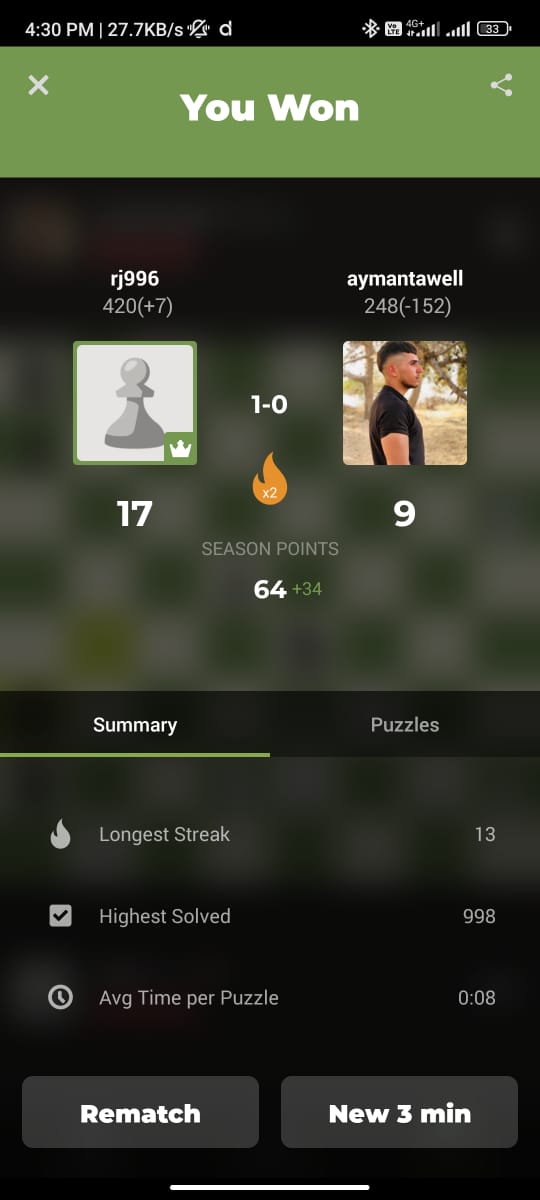 4:30 PM | 27.7KB/s d Vo LTE 4G+ 33
You Won
rj996
420(+7)
aymantawell
248(-152)
1-0
x2
17
9
SEASON POINTS
64 +34
Summary
Puzzles
Longest Streak 13
Highest Solved 998
Avg Time per Puzzle 0:08
Rematch
New 3 min